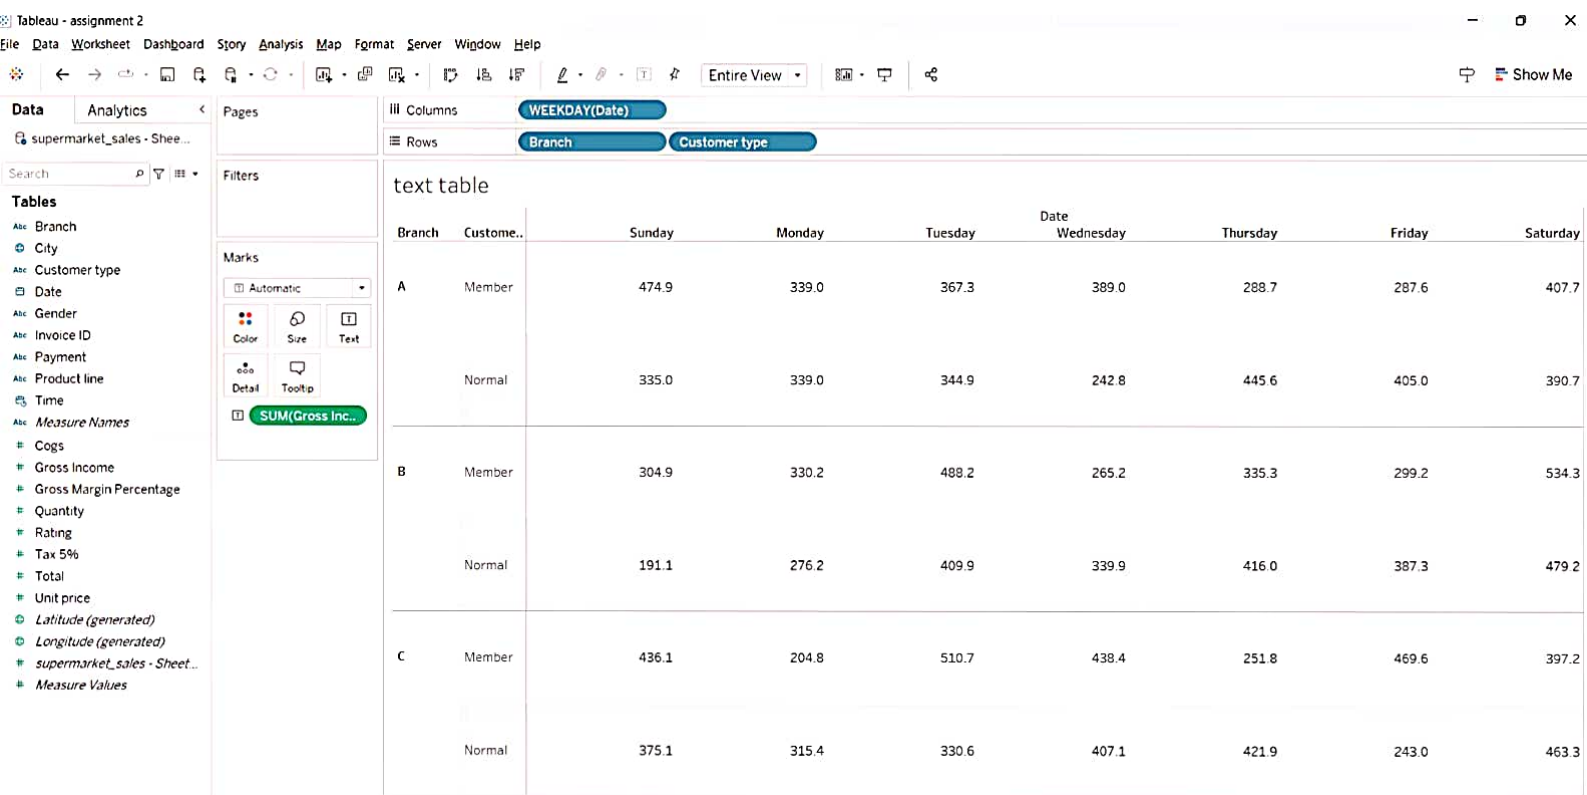 Tableau - assignment 2
File Data Worksheet Dashboard Story Analysis Map Format Server Window Help
Entire View
Show Me
Data Analytics
supermarket_sales - Shee...
Search
Tables
Abc Branch
City
Abc Customer type
Date
Abc Gender
Abc Invoice ID
Abc Payment
Abc Product line
Time
Abc Measure Names
# Cogs
# Gross Income
# Gross Margin Percentage
# Quantity
# Rating
# Tax 5%
# Total
# Unit price
Latitude (generated)
Longitude (generated)
# supermarket_sales - Sheet...
# Measure Values
Pages
Filters
Marks
T Automatic
Color Size T Text
Detail Tooltip
T SUM(Gross Inc..
Columns WEEKDAY(Date)
Rows Branch Customer type
text table
Date
Branch Custome.. Sunday Monday Tuesday Wednesday Thursday Friday Saturday
A Member 474.9 339.0 367.3 389.0 288.7 287.6 407.7
Normal 335.0 339.0 344.9 242.8 445.6 405.0 390.7
B Member 304.9 330.2 488.2 265.2 335.3 299.2 534.3
Normal 191.1 276.2 409.9 339.9 416.0 387.3 479.2
C Member 436.1 204.8 510.7 438.4 251.8 469.6 397.2
Normal 375.1 315.4 330.6 407.1 421.9 243.0 463.3